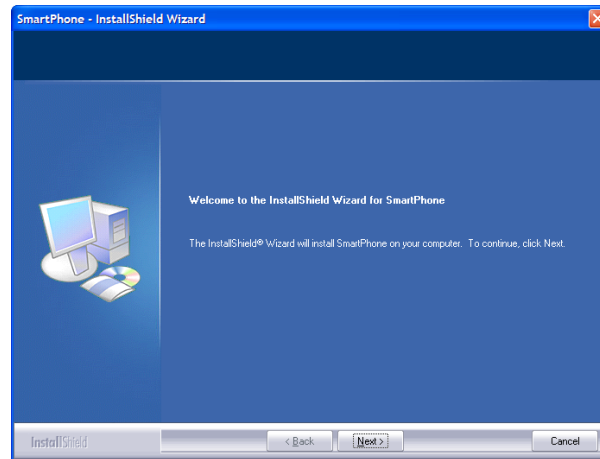 SmartPhone - InstallShield Wizard
Welcome to the InstallShield Wizard for SmartPhone
The InstallShield® Wizard will install SmartPhone on your computer. To continue, click Next.
InstallShield
< Back
Next >
Cancel